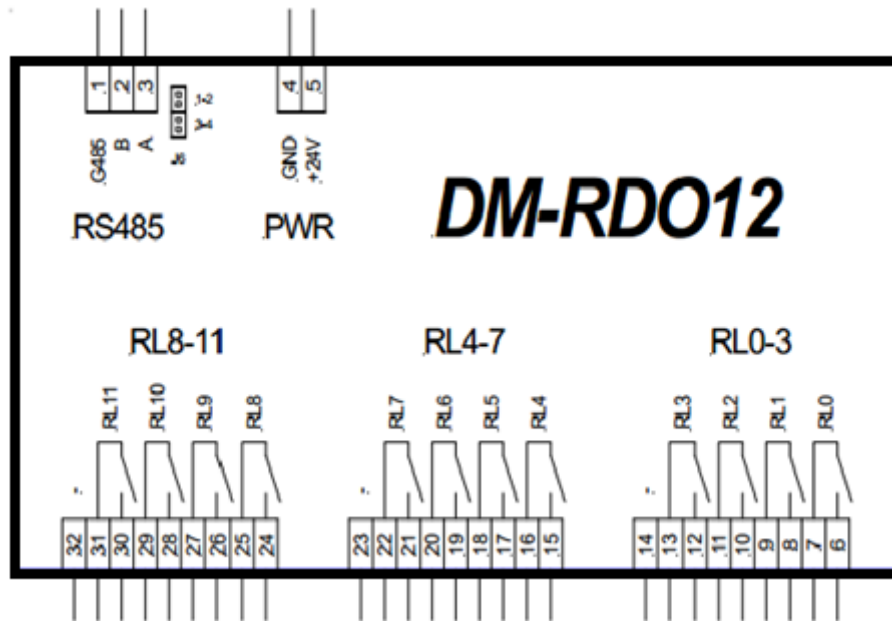 .1 .2 .3 .4 .5
1-2
G485 B A GND +24V
RS485 PWR
DM-RDO12
RL8-11 RL4-7 RL0-3
RL11 RL10 RL9 RL8 RL7 RL6 RL5 RL4 RL3 RL2 RL1 RL0
32 31 30 29 28 27 26 25 24 23 22 21 20 19 18 17 16 15 14 13 12 11 10 9 8 7 6